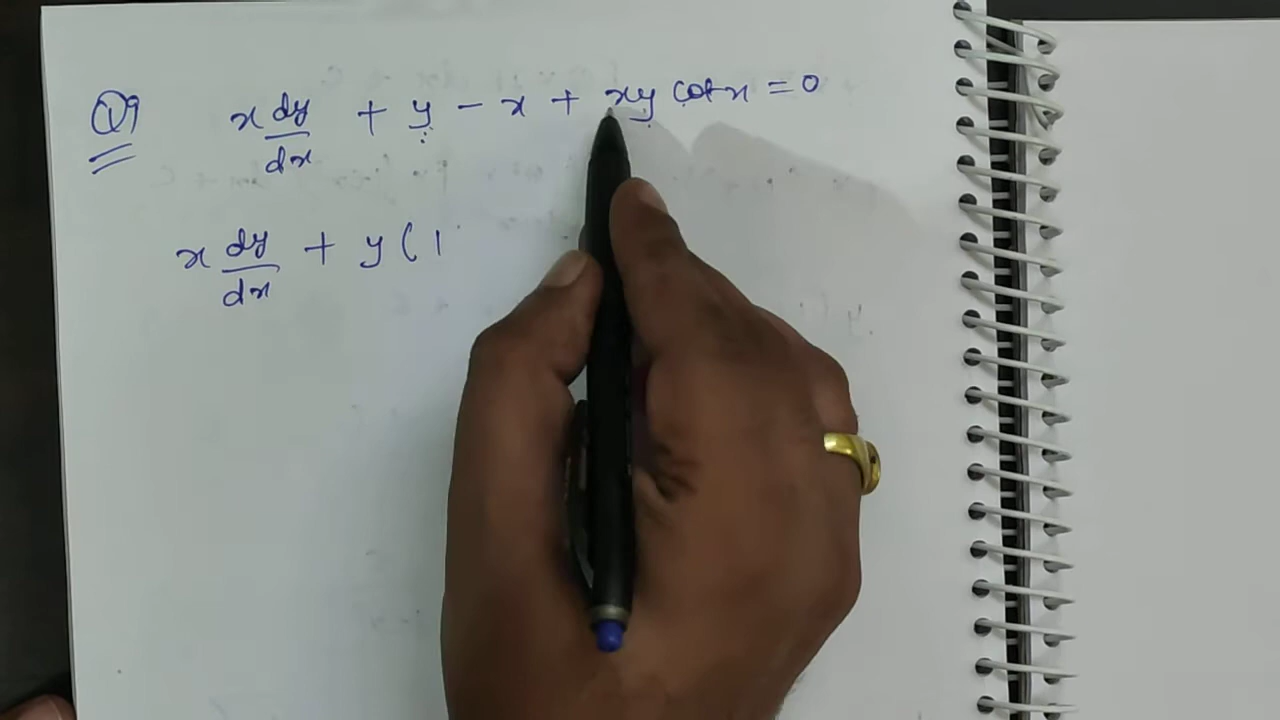 Q9 x dy/dx + y - x + xy cot x = 0
x dy/dx + y ( 1